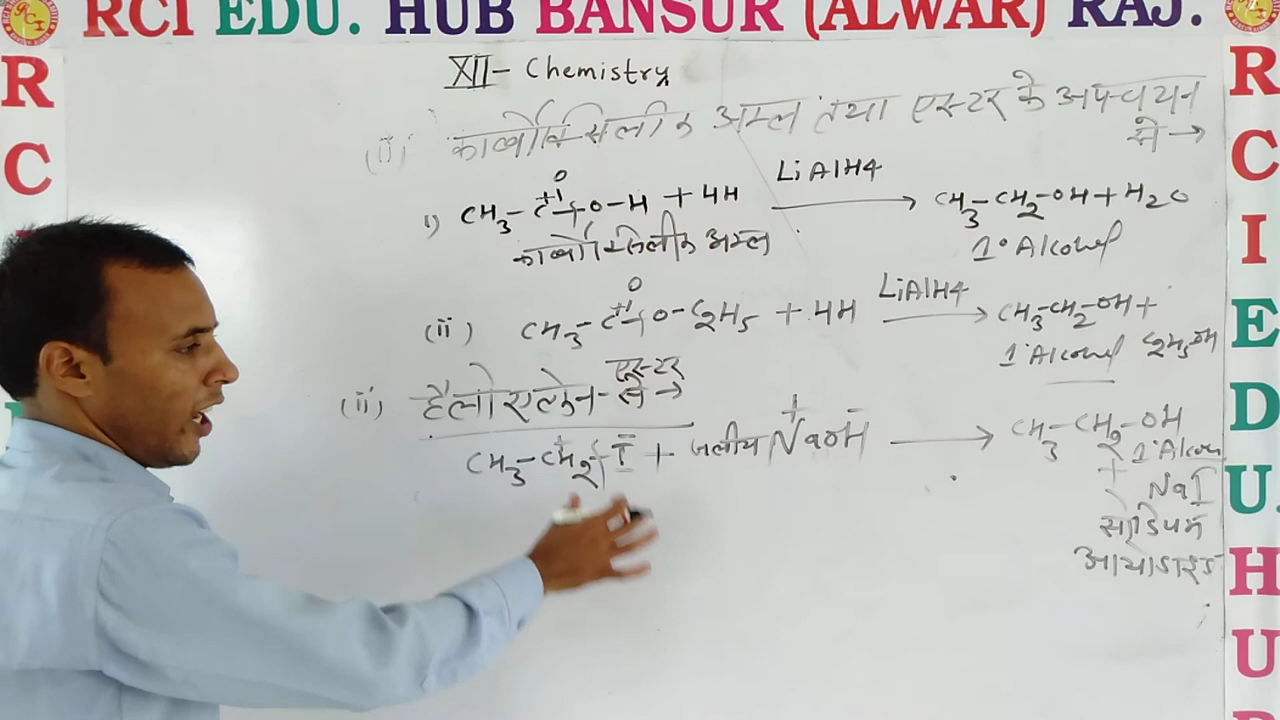 RCI EDU. HUB BANSUR (ALWAR) RAJ.
R
C
R
C
I
E
D
U.
H
U
XII- Chemistry
(ii) कार्बोक्सिलीक अम्ल तथा एस्टर के अपचयन
से →
O
i) CH3-C+1-O-H + 4H LiAlH4 → CH3-CH2-OH + H2O
कार्बोक्सिलीक अम्ल 1° Alcohol
O
(ii) CH3-C+1-O-C2H5 + 4H LiAlH4 → CH3-CH2-OH +
एस्टर 1° Alcohol C2H5OH
(ii) हैलोएल्केन से →
CH3-CH2-I + जलीय NaOH → CH3-CH2-OH
1° Alcoh
+ NaI
सोडियम
आयोडाइड